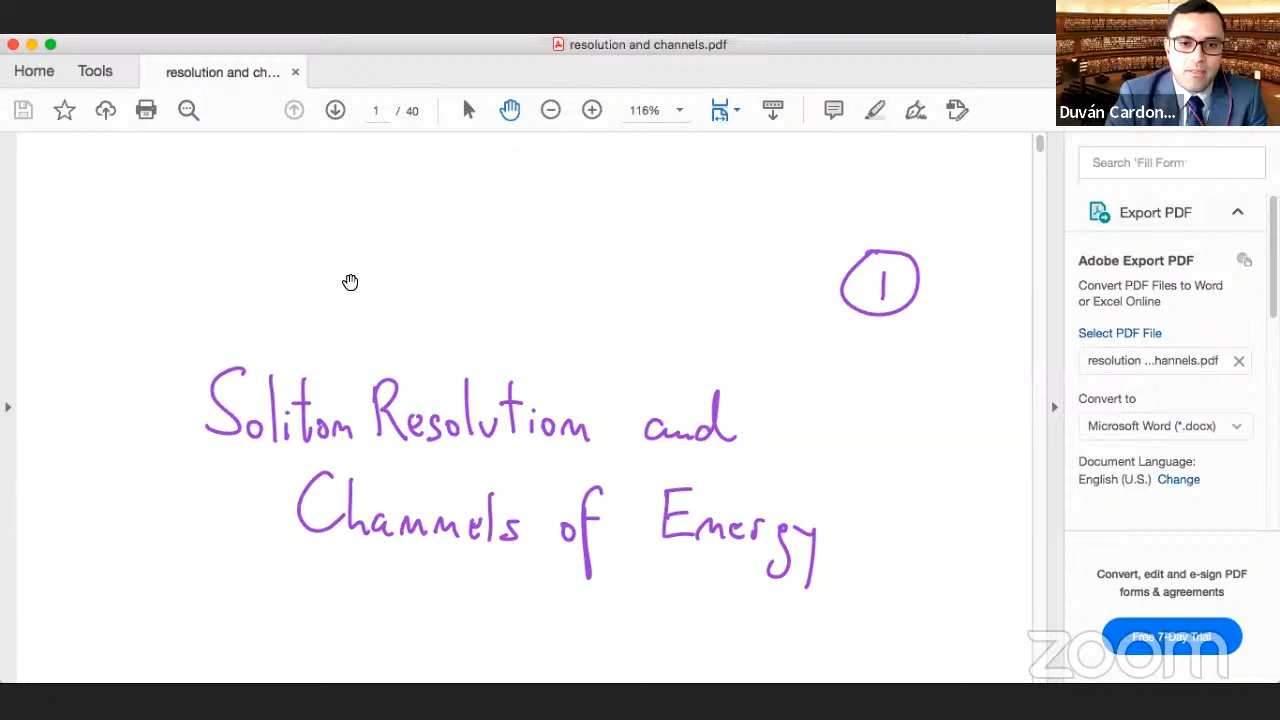 resolution and channels.pdf
Home Tools resolution and ch... ×
1 / 40 116%
Duván Cardon...
Search 'Fill Form'
Export PDF
Adobe Export PDF
Convert PDF Files to Word
or Excel Online
Select PDF File
resolution ...hannels.pdf
Convert to
Microsoft Word (*.docx)
Document Language:
English (U.S.) Change
Convert, edit and e-sign PDF
forms & agreements
Free 7-Day Trial
zoom
1
Soliton Resolution and
Channels of Energy